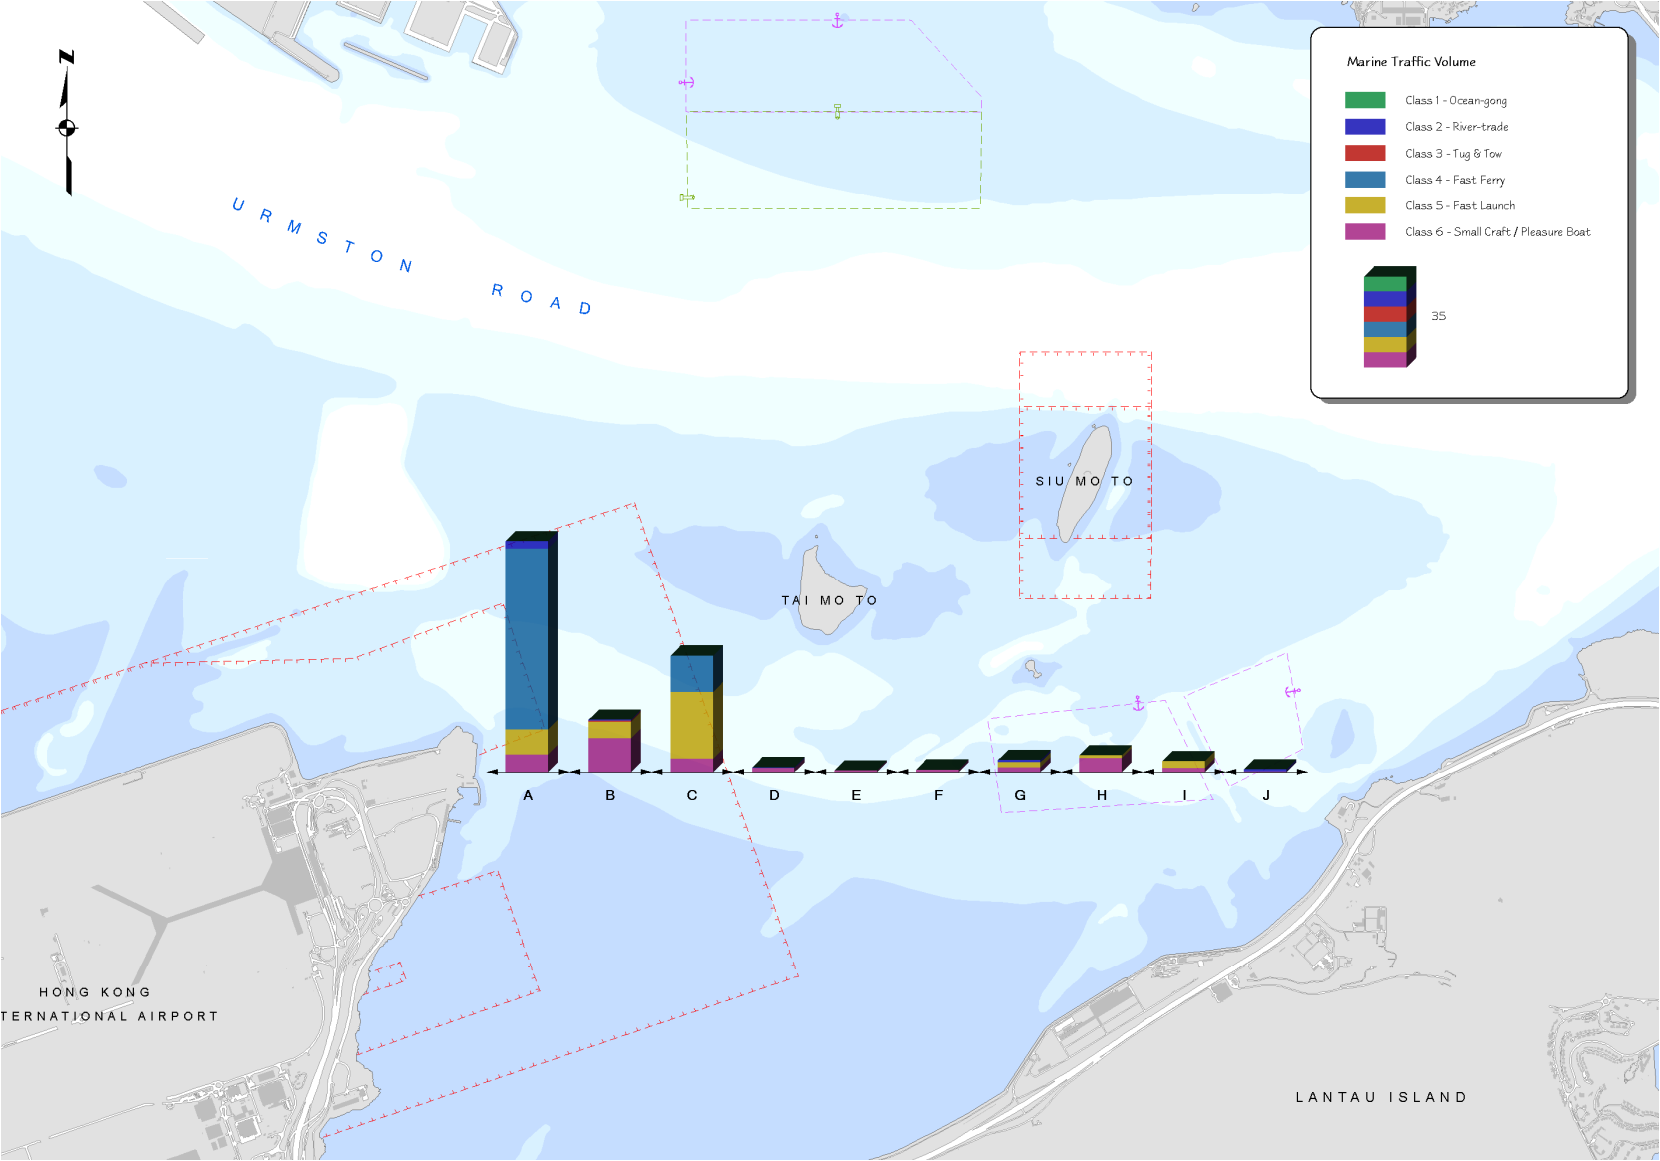 N
Marine Traffic Volume
Class 1 - Ocean-gong
Class 2 - River-trade
Class 3 - Tug & Tow
Class 4 - Fast Ferry
Class 5 - Fast Launch
Class 6 - Small Craft / Pleasure Boat
35
URMSTON ROAD
SIU MO TO
TAI MO TO
A B C D E F G H I J
HONG KONG
TERNATIONAL AIRPORT
LANTAU ISLAND